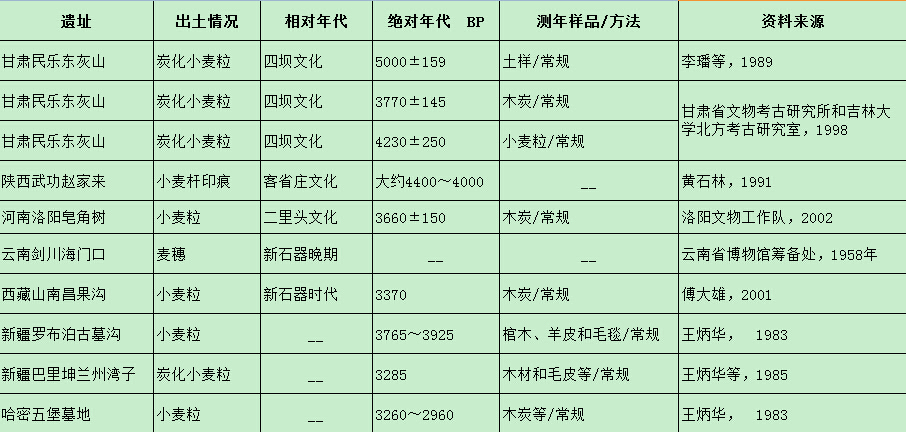 遗址 出土情况 相对年代 绝对年代 BP 测年样品/方法 资料来源
甘肃民乐东灰山 炭化小麦粒 四坝文化 5000±159 土样/常规 李璠等，1989
甘肃民乐东灰山 炭化小麦粒 四坝文化 3770±145 木炭/常规 甘肃省文物考古研究所和吉林大
学北方考古研究室，1998
甘肃民乐东灰山 炭化小麦粒 四坝文化 4230±250 小麦粒/常规
陕西武功赵家来 小麦杆印痕 客省庄文化 大约4400～4000 __ 黄石林，1991
河南洛阳皂角树 小麦粒 二里头文化 3660±150 木炭/常规 洛阳文物工作队，2002
云南剑川海门口 麦穗 新石器晚期 __ __ 云南省博物馆筹备处，1958年
西藏山南昌果沟 小麦粒 新石器时代 3370 木炭/常规 傅大雄，2001
新疆罗布泊古墓沟 小麦粒 __ 3765～3925 棺木、羊皮和毛毯/常规 王炳华， 1983
新疆巴里坤兰州湾子 炭化小麦粒 __ 3285 木材和毛皮等/常规 王炳华等，1985
哈密五堡墓地 小麦粒 __ 3260～2960 木炭等/常规 王炳华， 1983